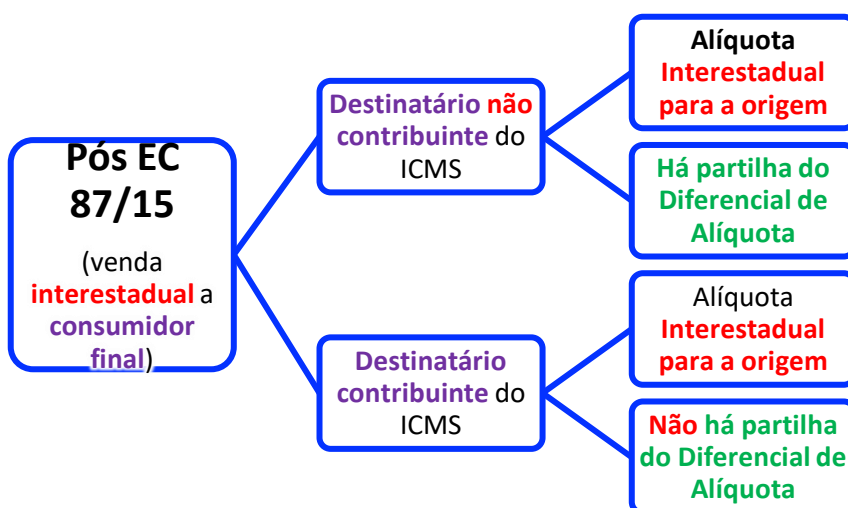 Pós EC
87/15
(venda
interestadual a
consumidor
final)
Destinatário não
contribuinte do
ICMS
Alíquota
Interestadual
para a origem
Há partilha do
Diferencial de
Alíquota
Destinatário
contribuinte do
ICMS
Alíquota
Interestadual
para a origem
Não há partilha
do Diferencial de
Alíquota